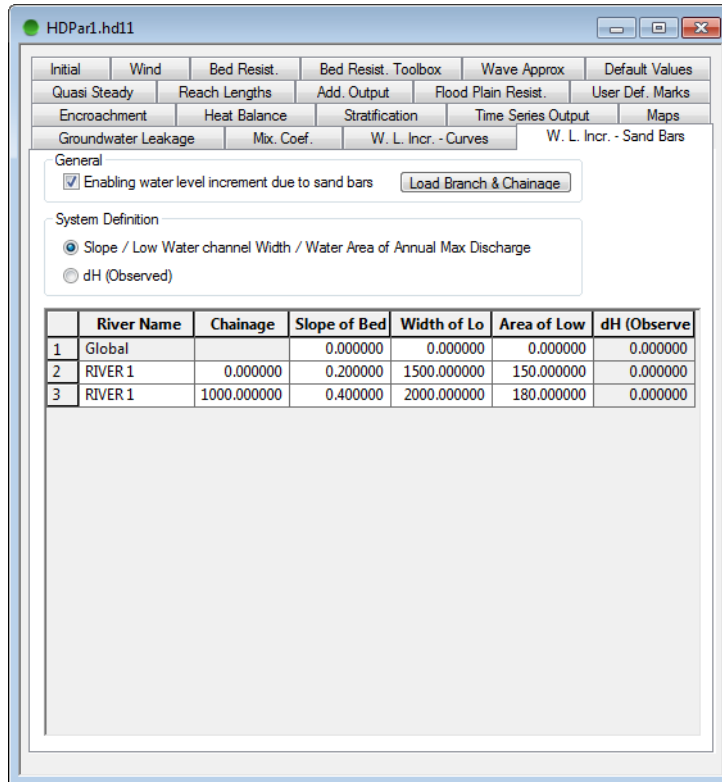 HDPar1.hd11
Initial Wind Bed Resist. Bed Resist. Toolbox Wave Approx Default Values
Quasi Steady Reach Lengths Add. Output Flood Plain Resist. User Def. Marks
Encroachment Heat Balance Stratification Time Series Output Maps
Groundwater Leakage Mix. Coef. W. L. Incr. - Curves W. L. Incr. - Sand Bars
General
Enabling water level increment due to sand bars Load Branch & Chainage
System Definition
Slope / Low Water channel Width / Water Area of Annual Max Discharge
dH (Observed)
River Name Chainage Slope of Bed Width of Lo Area of Low dH (Observe
1 Global 0.000000 0.000000 0.000000 0.000000
2 RIVER 1 0.000000 0.200000 1500.000000 150.000000 0.000000
3 RIVER 1 1000.000000 0.400000 2000.000000 180.000000 0.000000